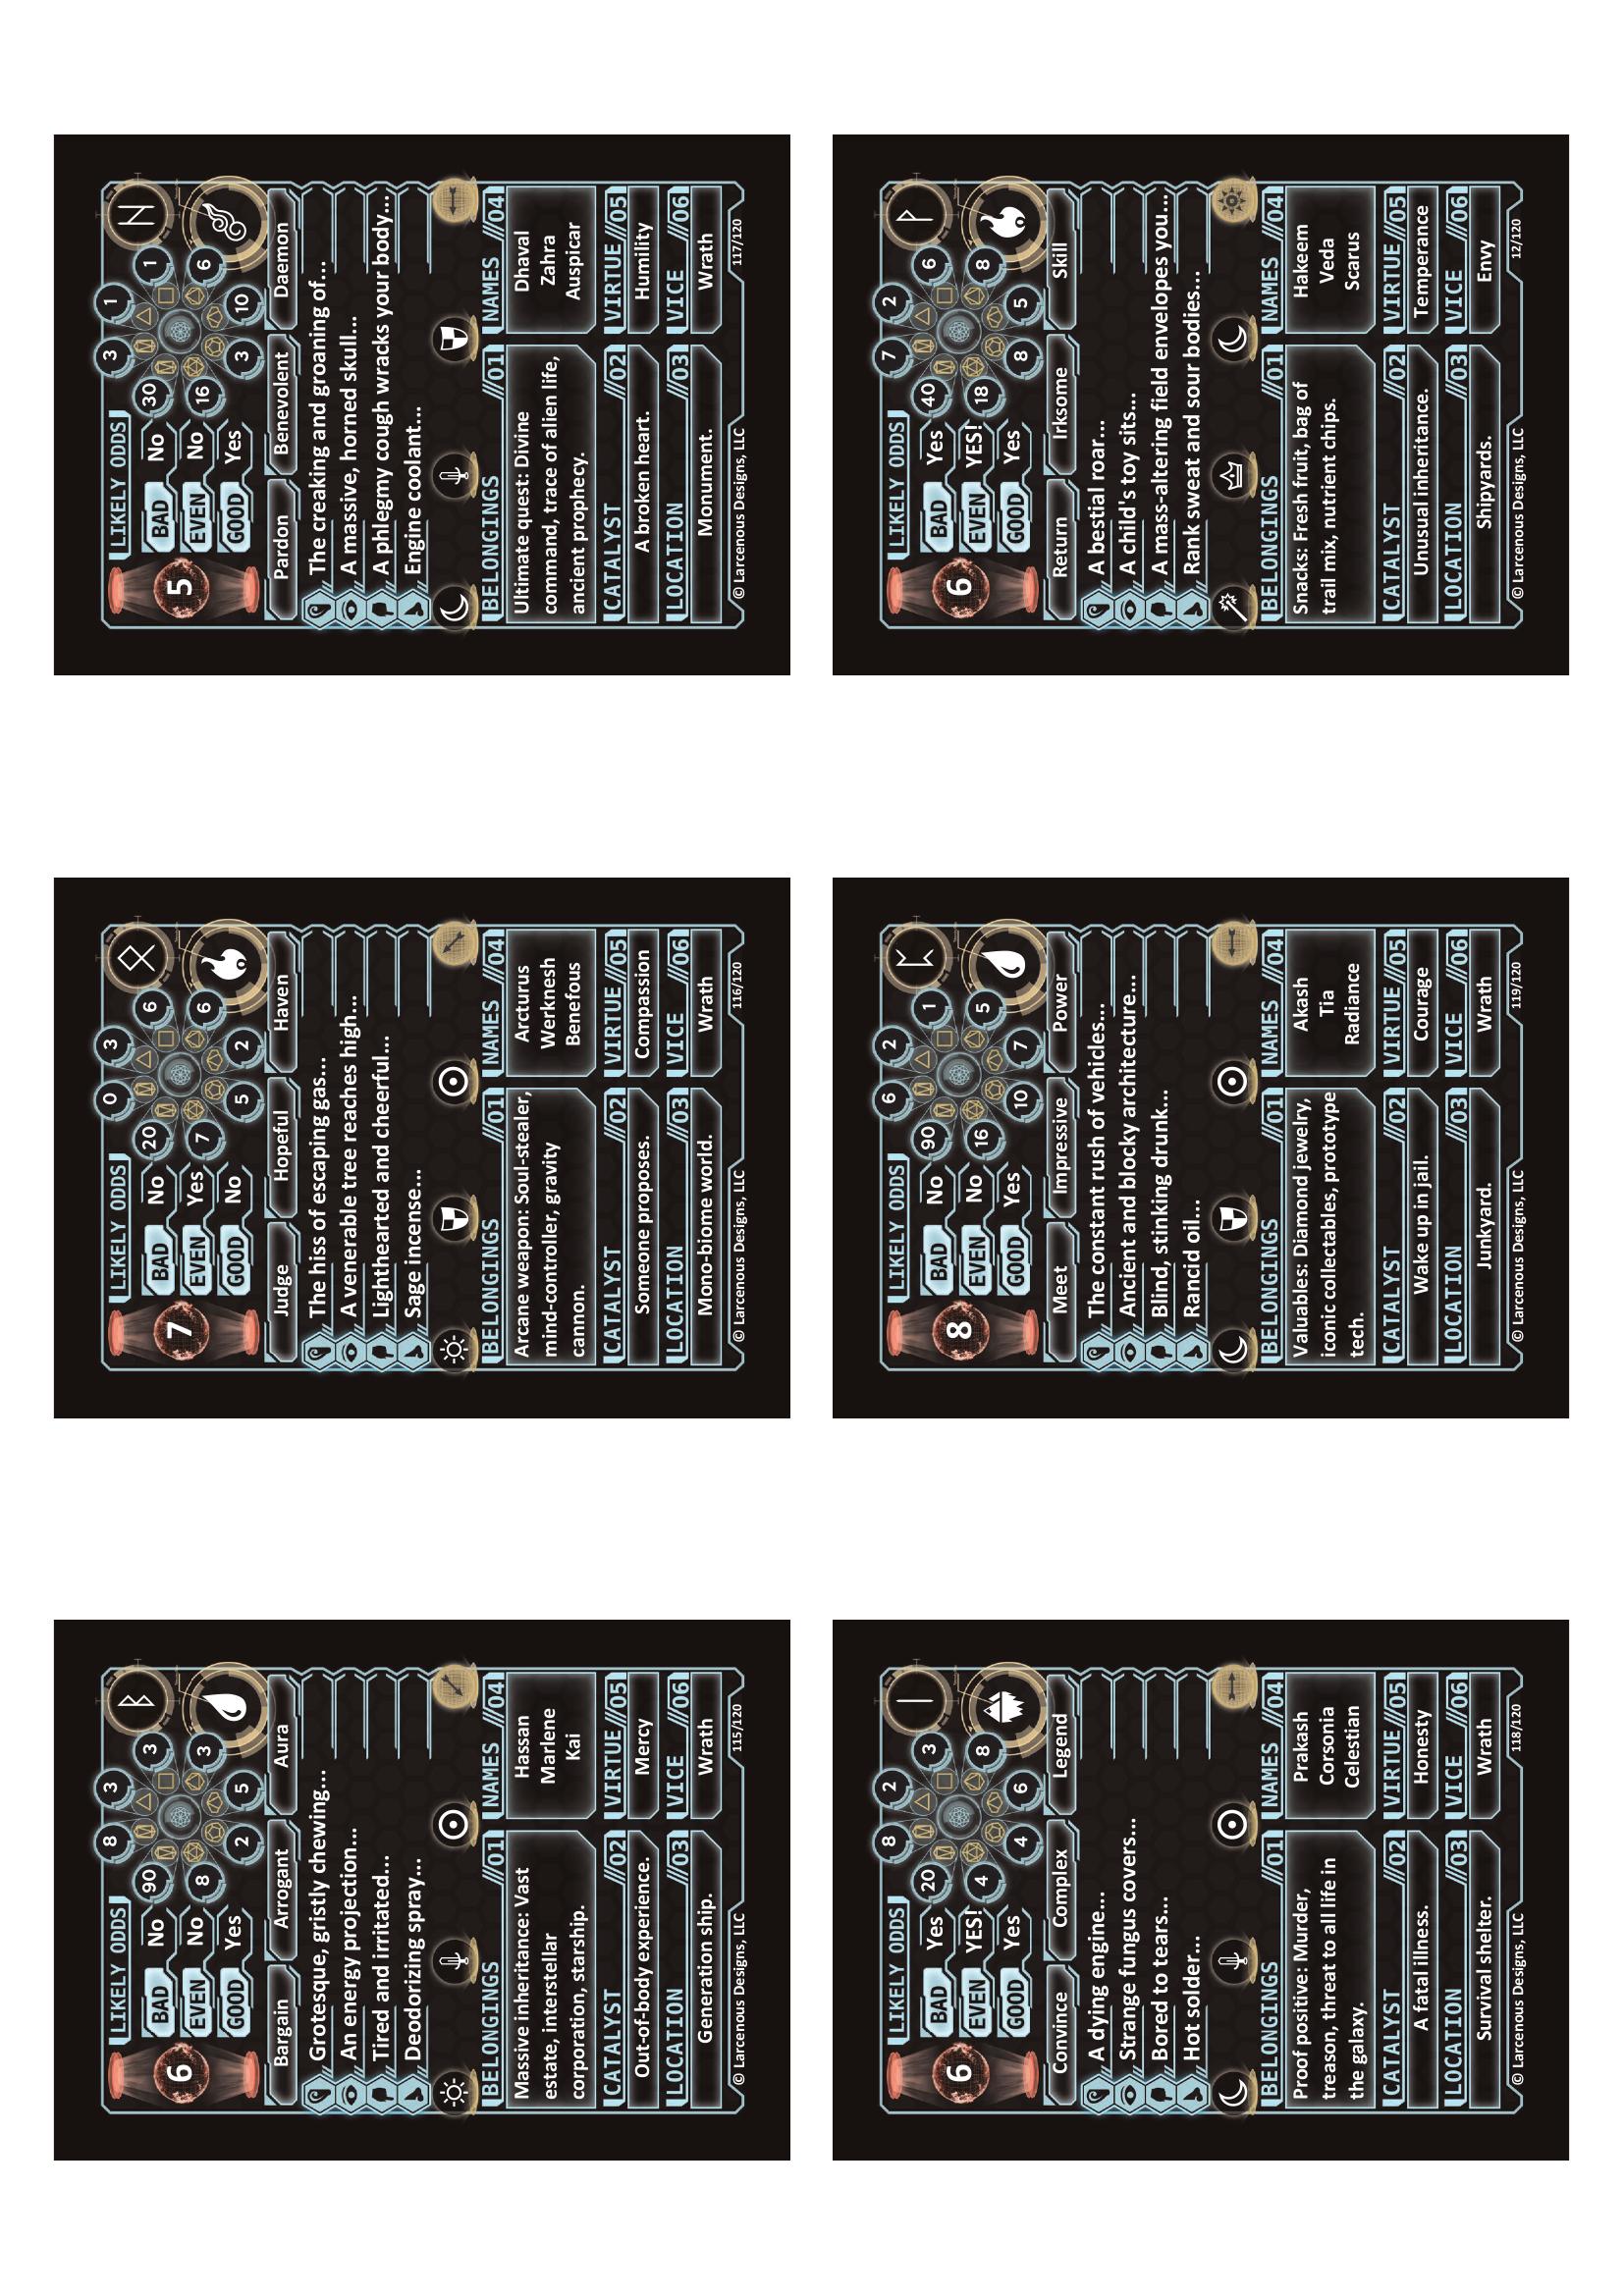 6
LIKELY ODDS
BAD No
EVEN No
GOOD Yes
8 3
90 3
8 3
2 5
Bargain Arrogant Aura
Grotesque, gristly chewing...
An energy projection...
Tired and irritated...
Deodorizing spray...
BELONGINGS //01
Massive inheritance: Vast
estate, interstellar
corporation, starship.
CATALYST //02
Out-of-body experience.
LOCATION //03
Generation ship.
NAMES //04
Hassan
Marlene
Kai
VIRTUE //05
Mercy
VICE //06
Wrath
© Larcenous Designs, LLC
115/120
7
LIKELY ODDS
BAD No
EVEN Yes
GOOD No
0 3
20 6
7 6
5 2
Judge Hopeful Haven
The hiss of escaping gas...
A venerable tree reaches high...
Lighthearted and cheerful...
Sage incense...
BELONGINGS //01
Arcane weapon: Soul-stealer,
mind-controller, gravity
cannon.
CATALYST //02
Someone proposes.
LOCATION //03
Mono-biome world.
NAMES //04
Arcturus
Werknesh
Benefous
VIRTUE //05
Compassion
VICE //06
Wrath
© Larcenous Designs, LLC
116/120
5
LIKELY ODDS
BAD No
EVEN No
GOOD Yes
3 1
30 1
16 6
3 10
Pardon Benevolent Daemon
The creaking and groaning of...
A massive, horned skull...
A phlegmy cough wracks your body...
Engine coolant...
BELONGINGS //01
Ultimate quest: Divine
command, trace of alien life,
ancient prophecy.
CATALYST //02
A broken heart.
LOCATION //03
Monument.
NAMES //04
Dhaval
Zahra
Auspicar
VIRTUE //05
Humility
VICE //06
Wrath
© Larcenous Designs, LLC
117/120
6
LIKELY ODDS
BAD Yes
EVEN YES!
GOOD Yes
8 2
20 3
4 8
4 6
Convince Complex Legend
A dying engine...
Strange fungus covers...
Bored to tears...
Hot solder...
BELONGINGS //01
Proof positive: Murder,
treason, threat to all life in
the galaxy.
CATALYST //02
A fatal illness.
LOCATION //03
Survival shelter.
NAMES //04
Prakash
Corsonia
Celestian
VIRTUE //05
Honesty
VICE //06
Wrath
© Larcenous Designs, LLC
118/120
8
LIKELY ODDS
BAD No
EVEN No
GOOD Yes
6 2
90 1
16 5
10 7
Meet Impressive Power
The constant rush of vehicles...
Ancient and blocky architecture...
Blind, stinking drunk...
Rancid oil...
BELONGINGS //01
Valuables: Diamond jewelry,
iconic collectables, prototype
tech.
CATALYST //02
Wake up in jail.
LOCATION //03
Junkyard.
NAMES //04
Akash
Tia
Radiance
VIRTUE //05
Courage
VICE //06
Wrath
© Larcenous Designs, LLC
119/120
6
LIKELY ODDS
BAD Yes
EVEN YES!
GOOD Yes
7 2
40 6
18 8
8 5
Return Irksome Skill
A bestial roar...
A child's toy sits...
A mass-altering field envelopes you...
Rank sweat and sour bodies...
BELONGINGS //01
Snacks: Fresh fruit, bag of
trail mix, nutrient chips.
CATALYST //02
Unusual inheritance.
LOCATION //03
Shipyards.
NAMES //04
Hakeem
Veda
Scarus
VIRTUE //05
Temperance
VICE //06
Envy
© Larcenous Designs, LLC
12/120